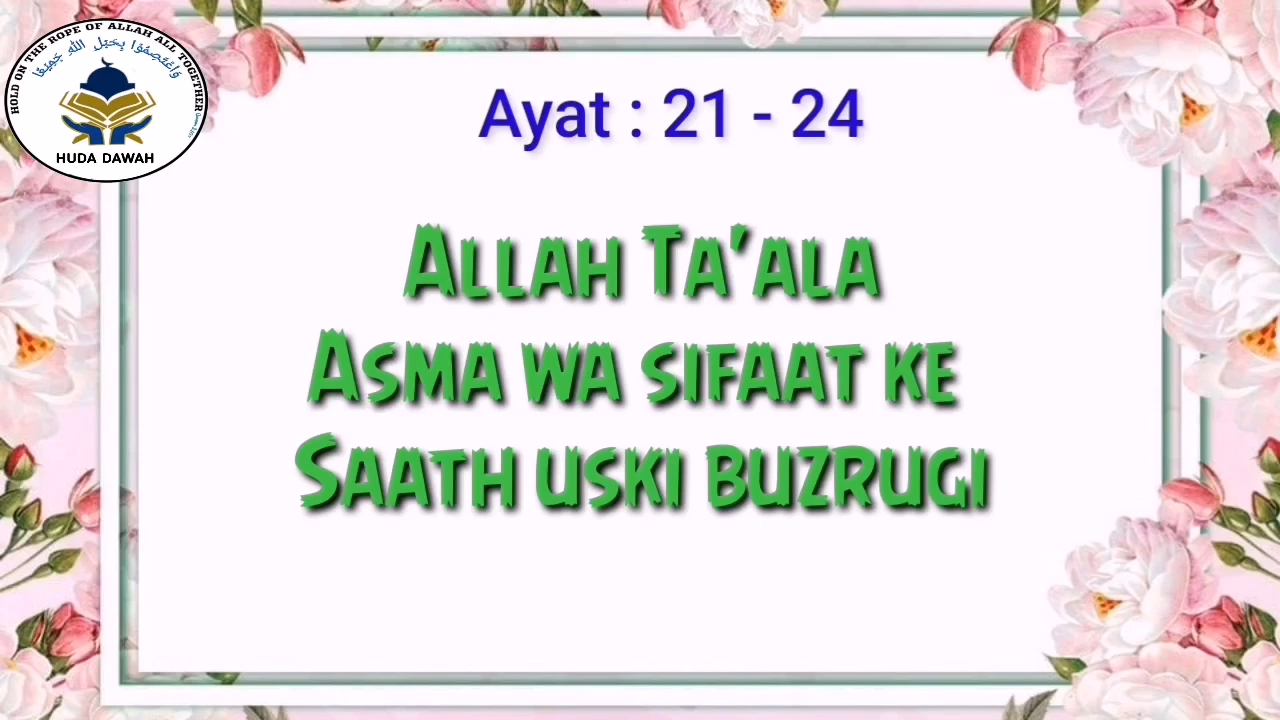 HOLD ON THE ROPE OF ALLAH ALL TOGETHER
وَاعْتَصِمُوا بِحَبْلِ اللَّهِ جَمِيعًا
HUDA DAWAH
Ayat : 21 - 24
Allah Ta'ala
Asma wa sifaat ke
Saath uski buzrugi